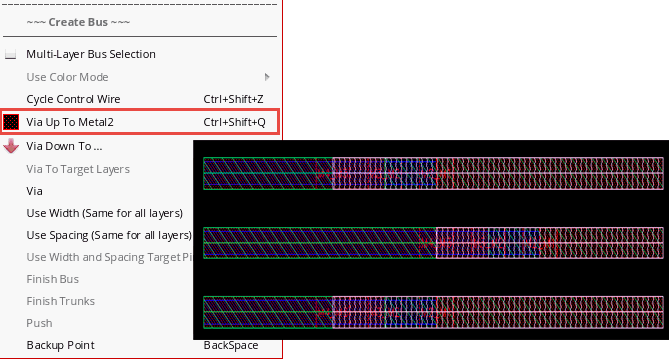 ~~~ Create Bus ~~~
Multi-Layer Bus Selection
Use Color Mode
Cycle Control Wire Ctrl+Shift+Z
Via Up To Metal2 Ctrl+Shift+Q
Via Down To ...
Via To Target Layers
Via
Use Width (Same for all layers)
Use Spacing (Same for all layers)
Use Width and Spacing Target Pi
Finish Bus
Finish Trunks
Push
Backup Point BackSpace